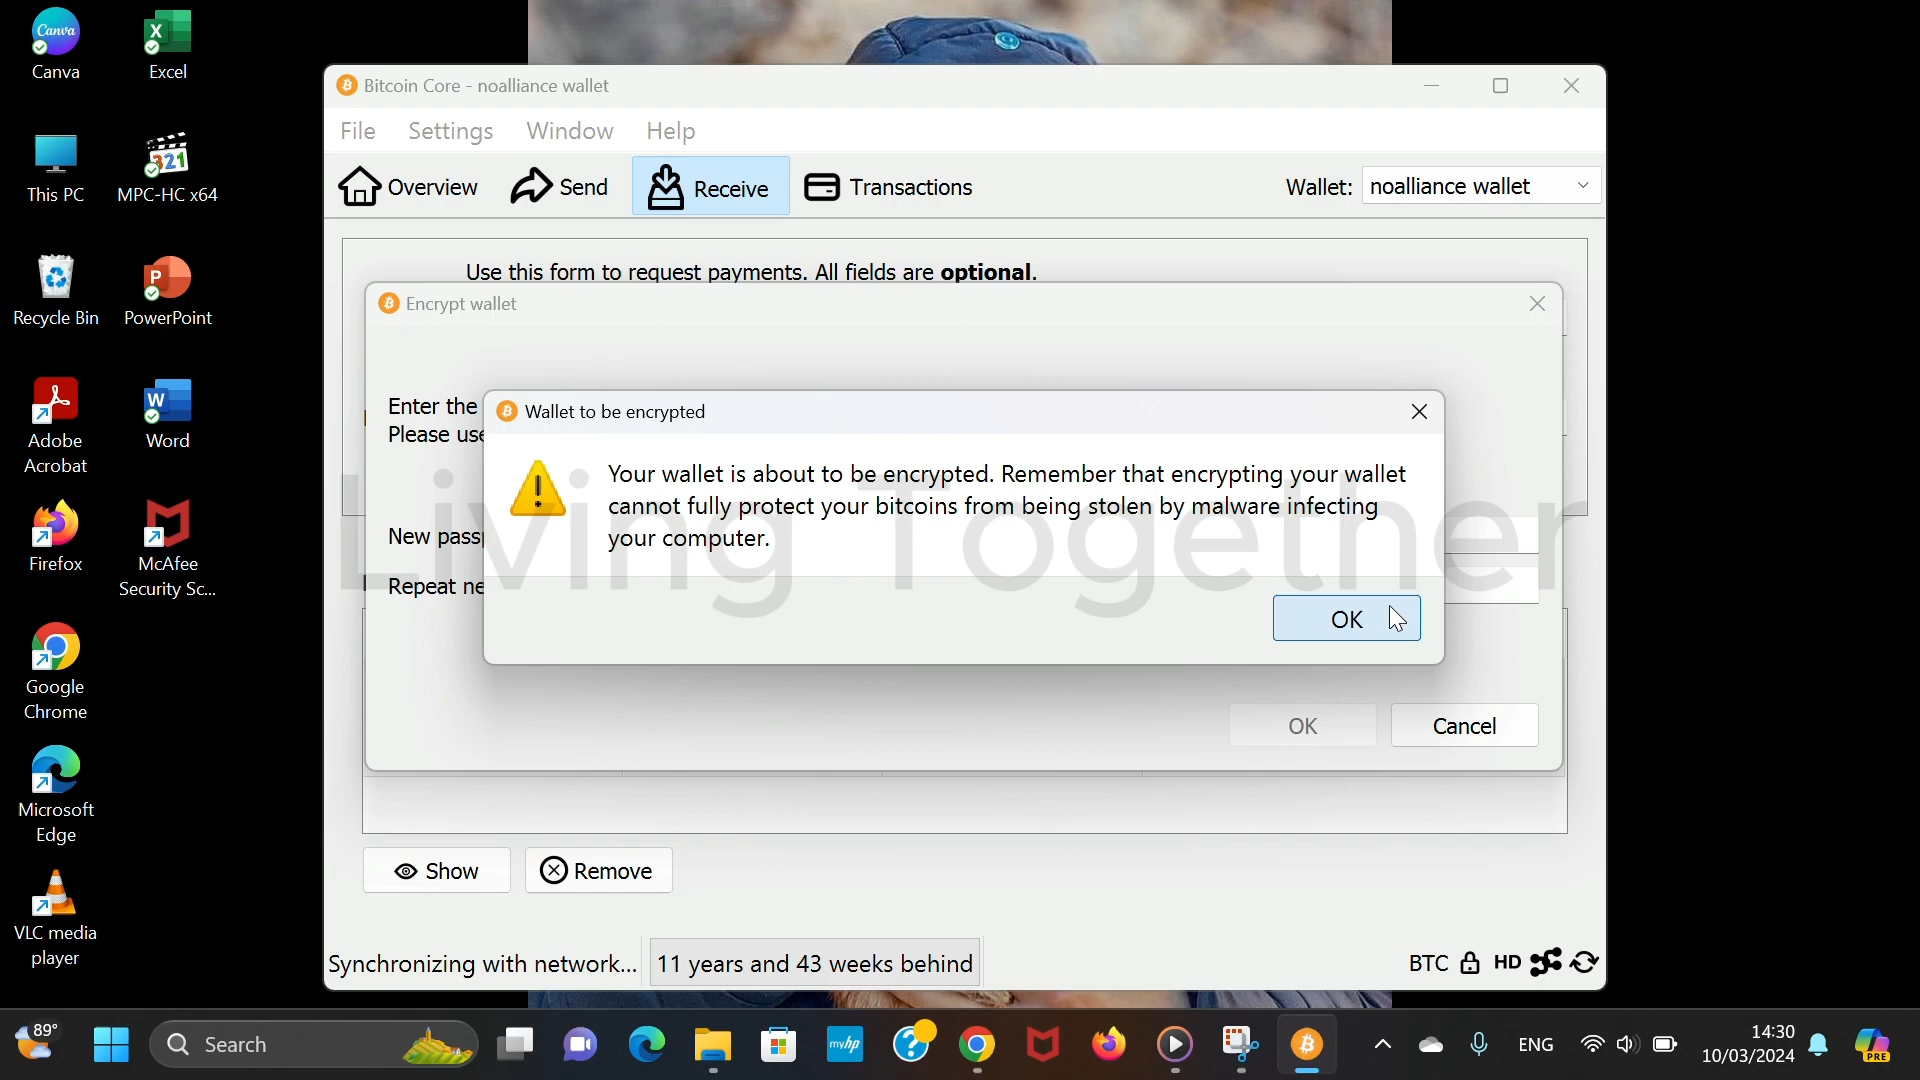 Canva
Excel
This PC
MPC-HC x64
Recycle Bin
PowerPoint
Adobe
Acrobat
Word
Firefox
McAfee
Security Sc...
Google
Chrome
Microsoft
Edge
VLC media
player
Bitcoin Core - noalliance wallet
File Settings Window Help
Overview Send Receive Transactions
Wallet: noalliance wallet
Use this form to request payments. All fields are optional.
Encrypt wallet
Enter the
Please use
New pass
Repeat ne
Wallet to be encrypted
Your wallet is about to be encrypted. Remember that encrypting your wallet
cannot fully protect your bitcoins from being stolen by malware infecting
your computer.
OK
Living Together
OK Cancel
Show Remove
Synchronizing with network... 11 years and 43 weeks behind
BTC HD
89°
Search
myhp
ENG
14:30
10/03/2024
PRE